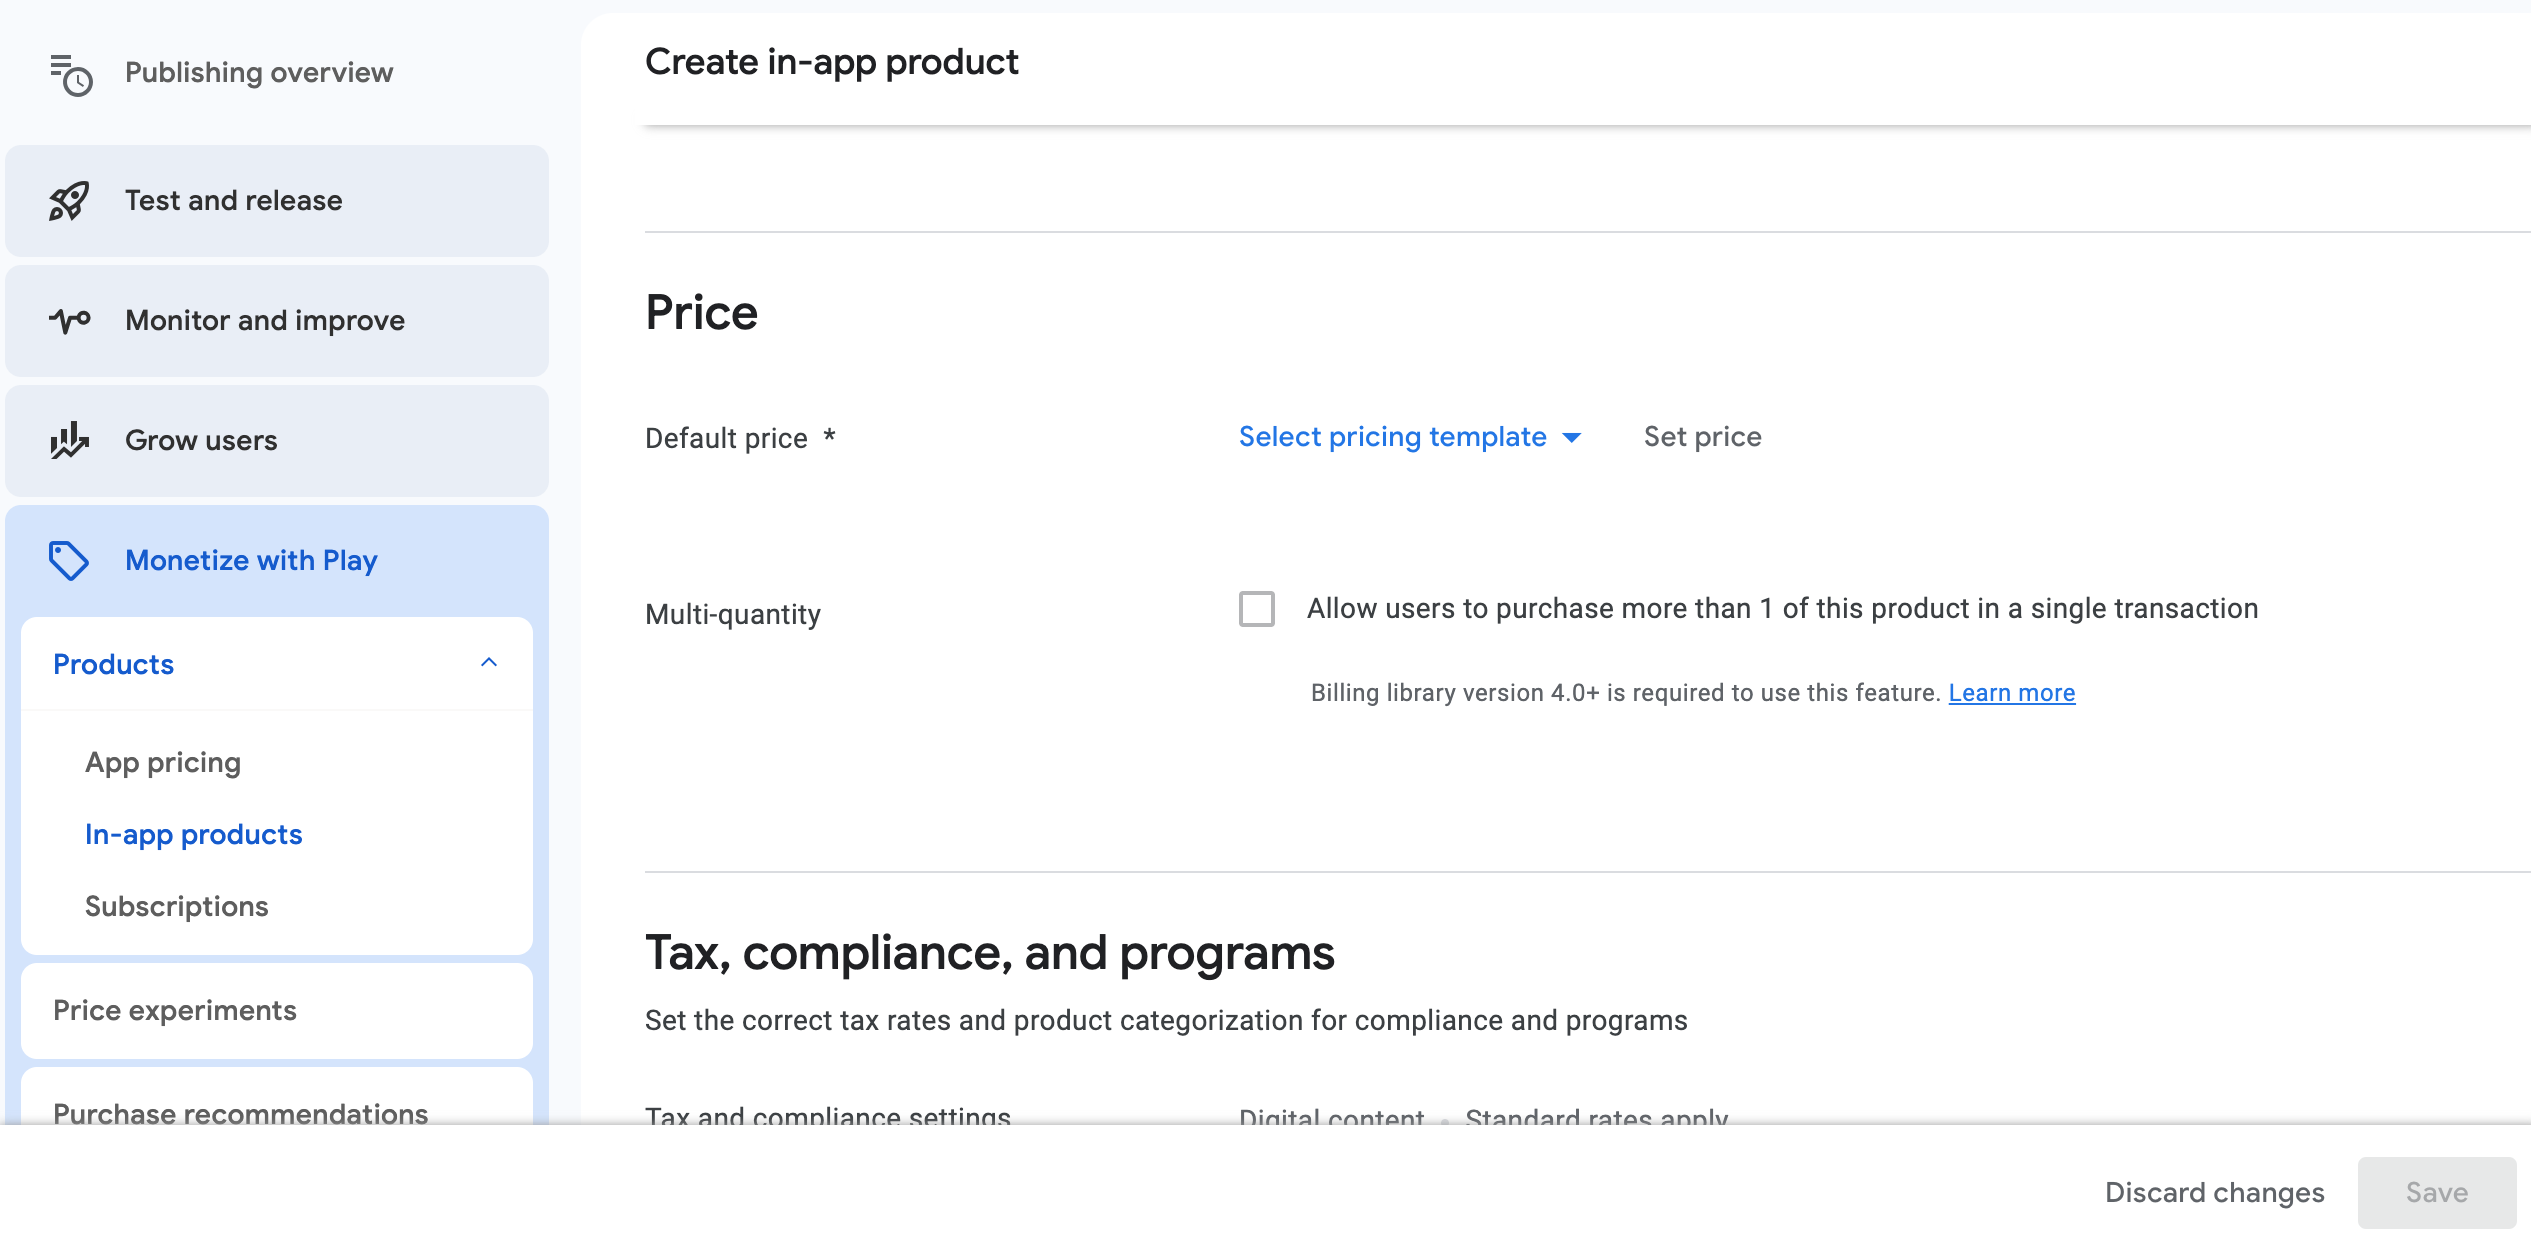 Publishing overview
Test and release
Monitor and improve
Grow users
Monetize with Play
Products
App pricing
In-app products
Subscriptions
Price experiments
Purchase recommendations
Create in-app product
Price
Default price *
Select pricing template
Set price
Multi-quantity
Allow users to purchase more than 1 of this product in a single transaction
Billing library version 4.0+ is required to use this feature. Learn more
Tax, compliance, and programs
Set the correct tax rates and product categorization for compliance and programs
Tax and compliance settings
Digital content • Standard rates apply
Discard changes
Save